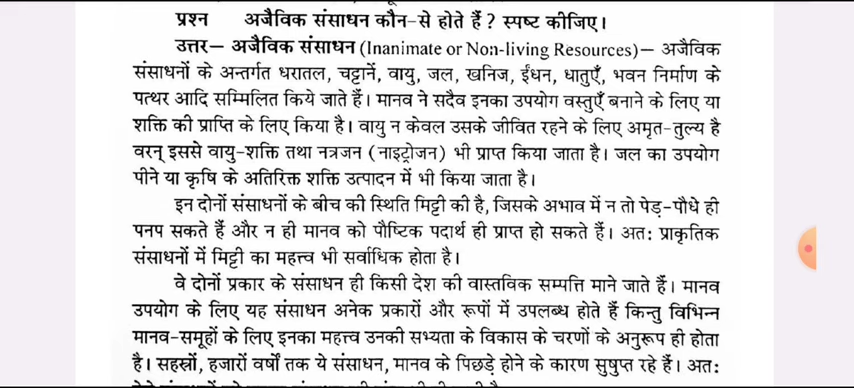 प्रश्न अजैविक संसाधन कौन-से होते हैं? स्पष्ट कीजिए।
उत्तर— अजैविक संसाधन (Inanimate or Non-living Resources)— अजैविक
संसाधनों के अन्तर्गत धरातल, चट्टानें, वायु, जल, खनिज, ईंधन, धातुएँ, भवन निर्माण के
पत्थर आदि सम्मिलित किये जाते हैं। मानव ने सदैव इनका उपयोग वस्तुएँ बनाने के लिए या
शक्ति की प्राप्ति के लिए किया है। वायु न केवल उसके जीवित रहने के लिए अमृत-तुल्य है
वरन् इससे वायु-शक्ति तथा नत्रजन (नाइट्रोजन) भी प्राप्त किया जाता है। जल का उपयोग
पीने या कृषि के अतिरिक्त शक्ति उत्पादन में भी किया जाता है।
इन दोनों संसाधनों के बीच की स्थिति मिट्टी की है, जिसके अभाव में न तो पेड़-पौधे ही
पनप सकते हैं और न ही मानव को पौष्टिक पदार्थ ही प्राप्त हो सकते हैं। अतः प्राकृतिक
संसाधनों में मिट्टी का महत्त्व भी सर्वाधिक होता है।
वे दोनों प्रकार के संसाधन ही किसी देश की वास्तविक सम्पत्ति माने जाते हैं। मानव
उपयोग के लिए यह संसाधन अनेक प्रकारों और रूपों में उपलब्ध होते हैं किन्तु विभिन्न
मानव-समूहों के लिए इनका महत्त्व उनकी सभ्यता के विकास के चरणों के अनुरूप ही होता
है। सहस्रों, हजारों वर्षों तक ये संसाधन, मानव के पिछड़े होने के कारण सुषुप्त रहे हैं। अतः